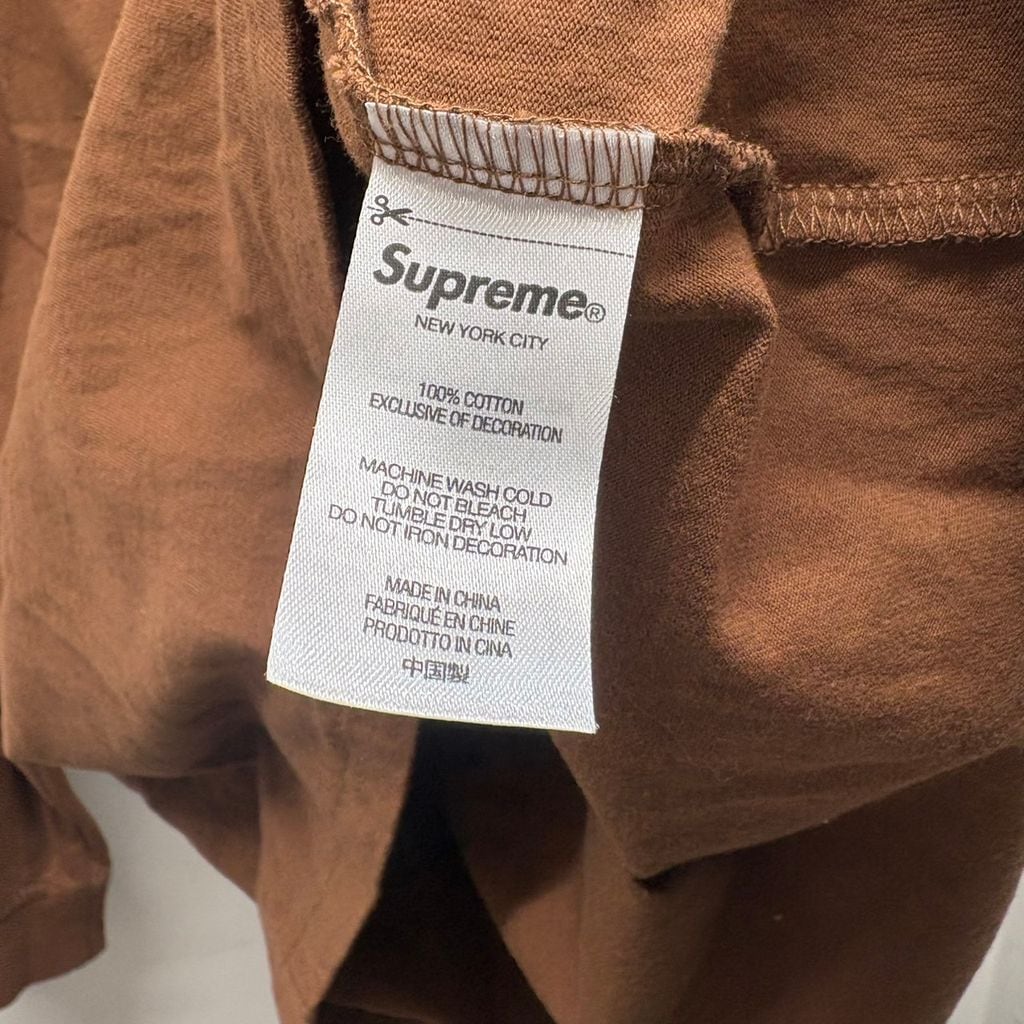 Supreme®
NEW YORK CITY
100% COTTON
EXCLUSIVE OF DECORATION
MACHINE WASH COLD
DO NOT BLEACH
TUMBLE DRY LOW
DO NOT IRON DECORATION
MADE IN CHINA
FABRIQUÉ EN CHINE
PRODOTTO IN CINA
中国製